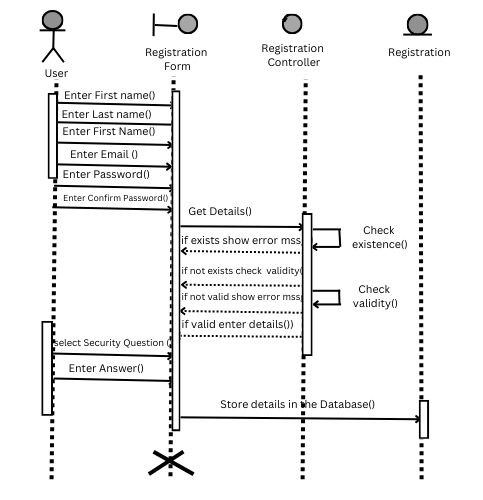 User
Registration
Form
Registration
Controller
Registration
Enter First name()
Enter Last name()
Enter First Name()
Enter Email ()
Enter Password()
Enter Confirm Password()
Get Details()
if exists show error mss
Check
existence()
if not exists check validity(
if not valid show error mss
Check
validity()
if valid enter details())
select Security Question (
Enter Answer()
Store details in the Database()